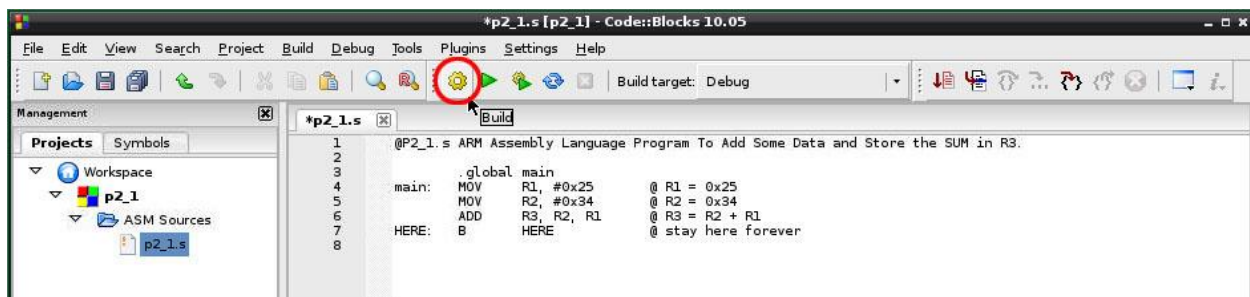 *p2_1.s [p2_1] - Code::Blocks 10.05
File Edit View Search Project Build Debug Tools Plugins Settings Help
Build target: Debug
Build
Management
Projects Symbols
Workspace
p2_1
ASM Sources
p2_1.s
*p2_1.s
1 @P2_1.s ARM Assembly Language Program To Add Some Data and Store the SUM in R3.
2
3 .global main
4 main: MOV R1, #0x25 @ R1 = 0x25
5 MOV R2, #0x34 @ R2 = 0x34
6 ADD R3, R2, R1 @ R3 = R2 + R1
7 HERE: B HERE @ stay here forever
8